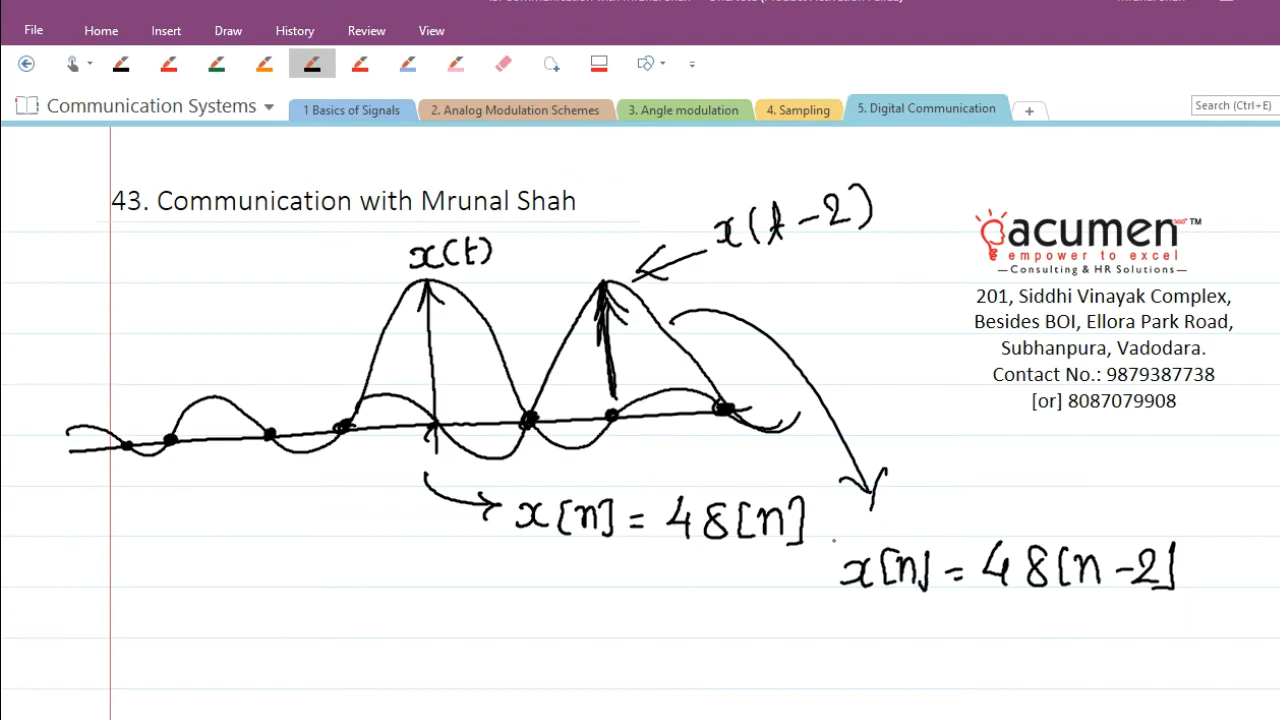 File Home Insert Draw History Review View
Communication Systems 1 Basics of Signals 2. Analog Modulation Schemes 3. Angle modulation 4. Sampling 5. Digital Communication + Search (Ctrl+E)
43. Communication with Mrunal Shah
x(t)
x(t-2)
acumen 360° TM
empower to excel
Consulting & HR Solutions
201, Siddhi Vinayak Complex,
Besides BOI, Ellora Park Road,
Subhanpura, Vadodara.
Contact No.: 9879387738
[or] 8087079908
x[n] = 4δ[n]
x[n] = 4δ[n-2]